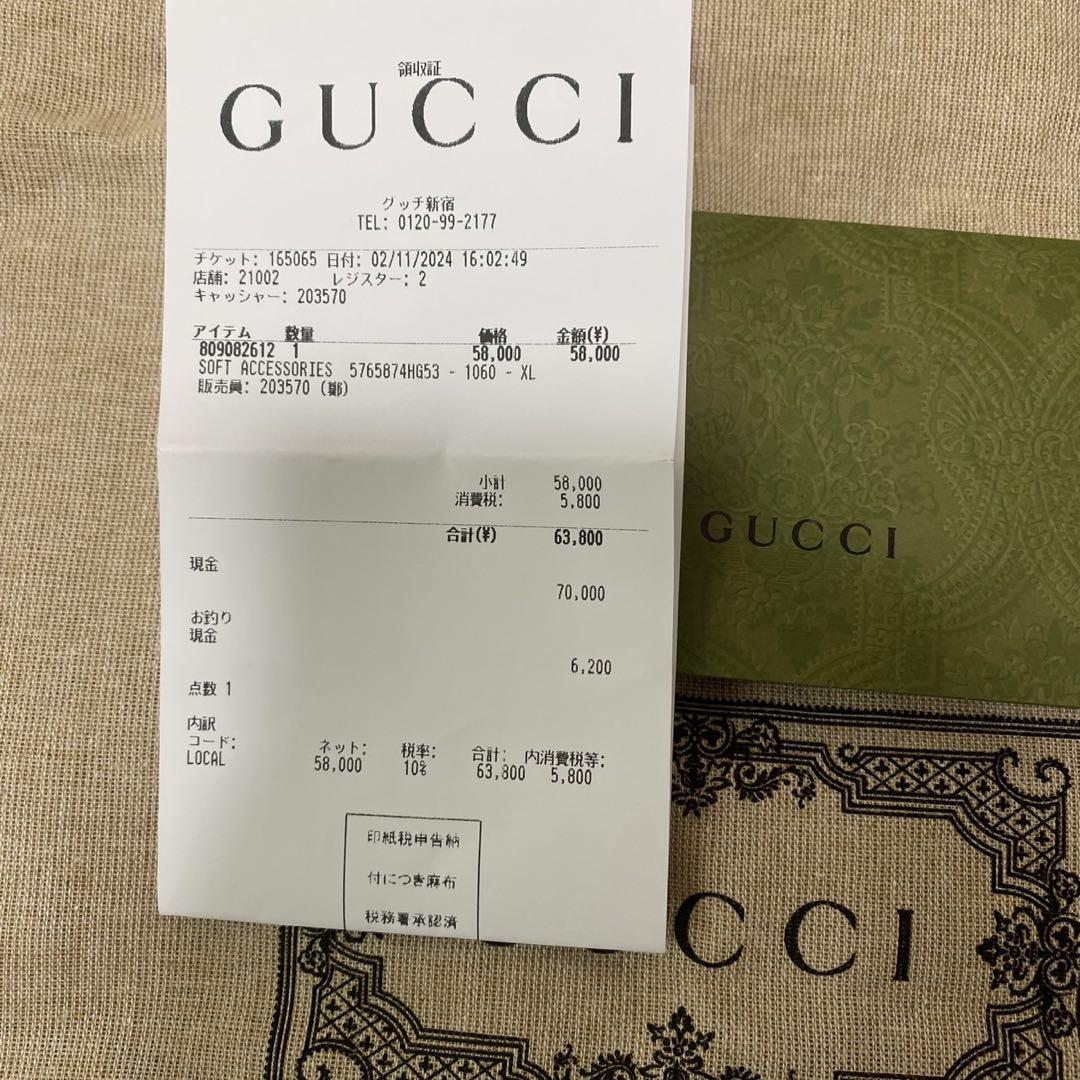 領収証
GUCCI
グッチ新宿
TEL: 0120-99-2177
チケット: 165065 日付: 02/11/2024 16:02:49
店舗: 21002 レジスター: 2
キャッシャー: 203570
アイテム 数量 価格 金額(¥)
809082612 1 58,000 58,000
SOFT ACCESSORIES 5765874HG53 - 1060 - XL
販売員: 203570 (鄭)
小計 58,000
消費税: 5,800
合計(¥) 63,800
現金
70,000
お釣り
現金
6,200
点数 1
内訳
コード: ネット: 税率: 合計: 内消費税等:
LOCAL 58,000 10% 63,800 5,800
印紙税申告納
付につき麻布
税務署承認済
GUCCI
CCI